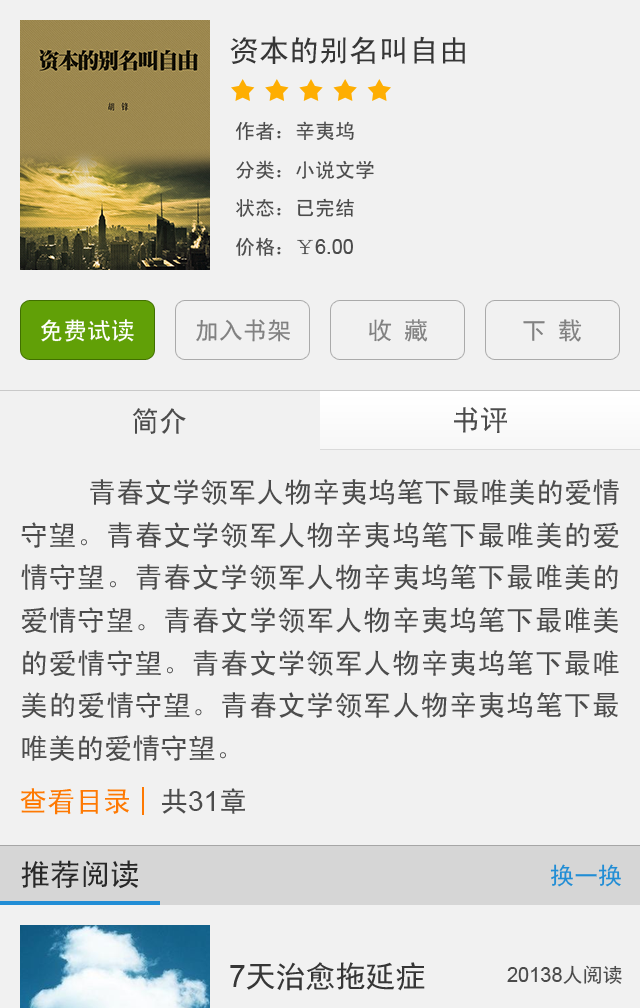 资本的别名叫自由
胡 锋
资本的别名叫自由
作者：辛夷坞
分类：小说文学
状态：已完结
价格：￥6.00
免费试读
加入书架
收 藏
下 载
简介
书评
青春文学领军人物辛夷坞笔下最唯美的爱情
守望。青春文学领军人物辛夷坞笔下最唯美的爱
情守望。青春文学领军人物辛夷坞笔下最唯美的
爱情守望。青春文学领军人物辛夷坞笔下最唯美
的爱情守望。青春文学领军人物辛夷坞笔下最唯
美的爱情守望。青春文学领军人物辛夷坞笔下最
唯美的爱情守望。
查看目录 | 共31章
推荐阅读
换一换
7天治愈拖延症
20138人阅读